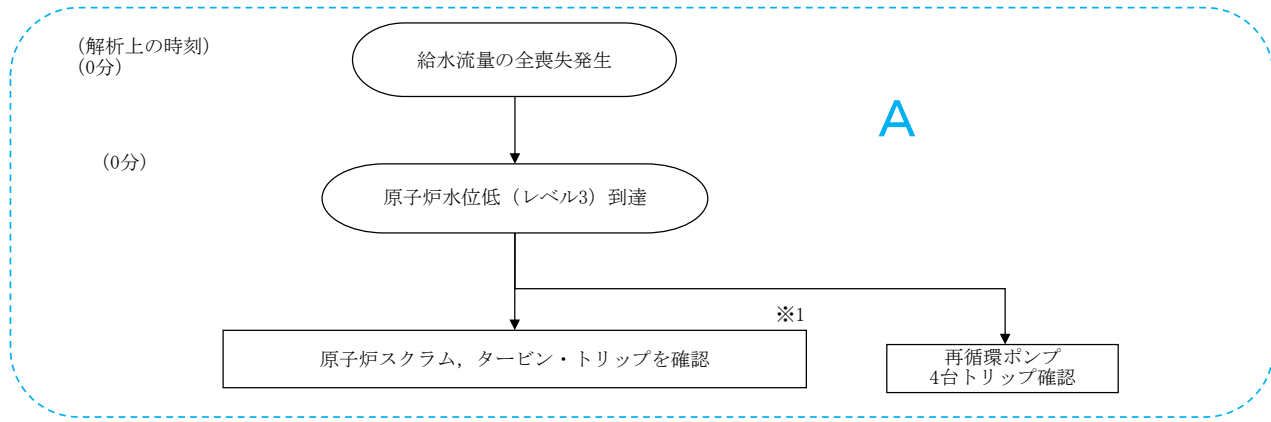 (解析上の時刻)
(0分)
給水流量の全喪失発生
A
(0分)
原子炉水位低（レベル3）到達
※1
原子炉スクラム，タービン・トリップを確認
再循環ポンプ
4台トリップ確認